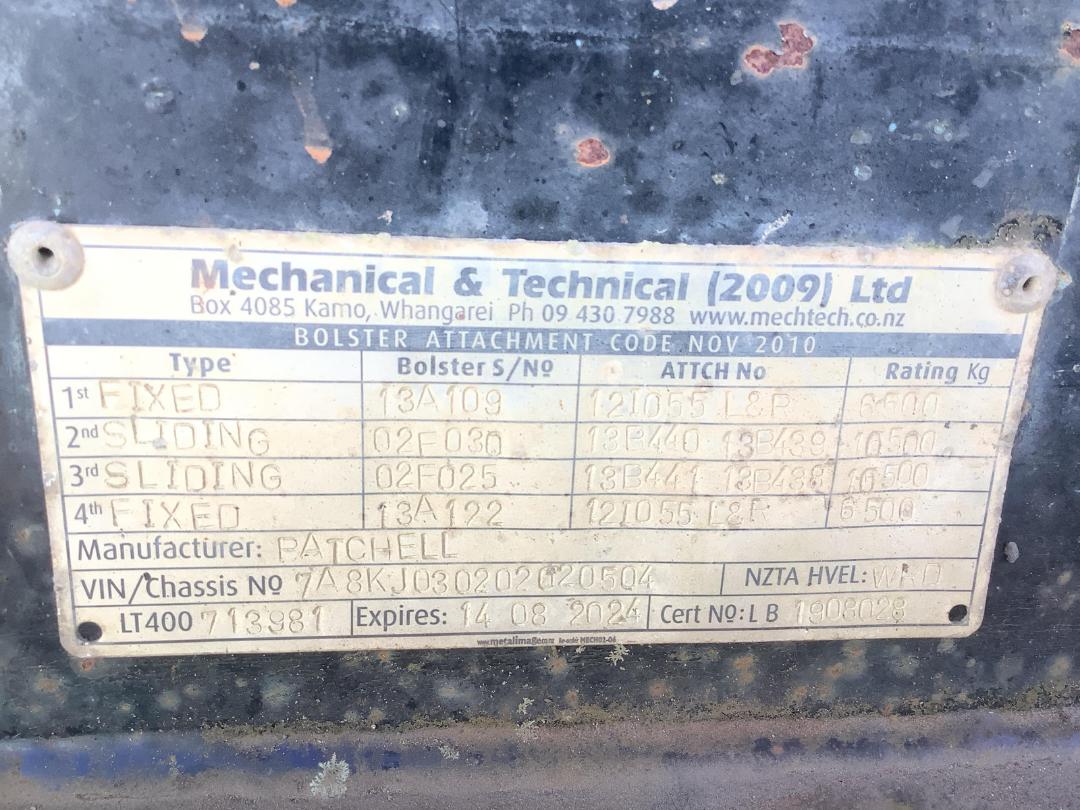 Mechanical & Technical (2009) Ltd
Box 4085 Kamo, Whangarei Ph 09 430 7988 www.mechtech.co.nz
BOLSTER ATTACHMENT CODE NOV 2010
Type Bolster S/Nº ATTCH No Rating Kg
1st FIXED 13A109 12I055 L&R 6500
2nd SLIDING 02F030 13B440 13B439 10500
3rd SLIDING 02F025 13B441 13B438 10500
4th FIXED 13A122 12I055 L&R 6500
Manufacturer: PATCHELL
VIN/Chassis Nº 7A8KJ030202020504 NZTA HVEL:
LT400 713981 Expires: 14 08 2024 Cert Nº: LB 1908028